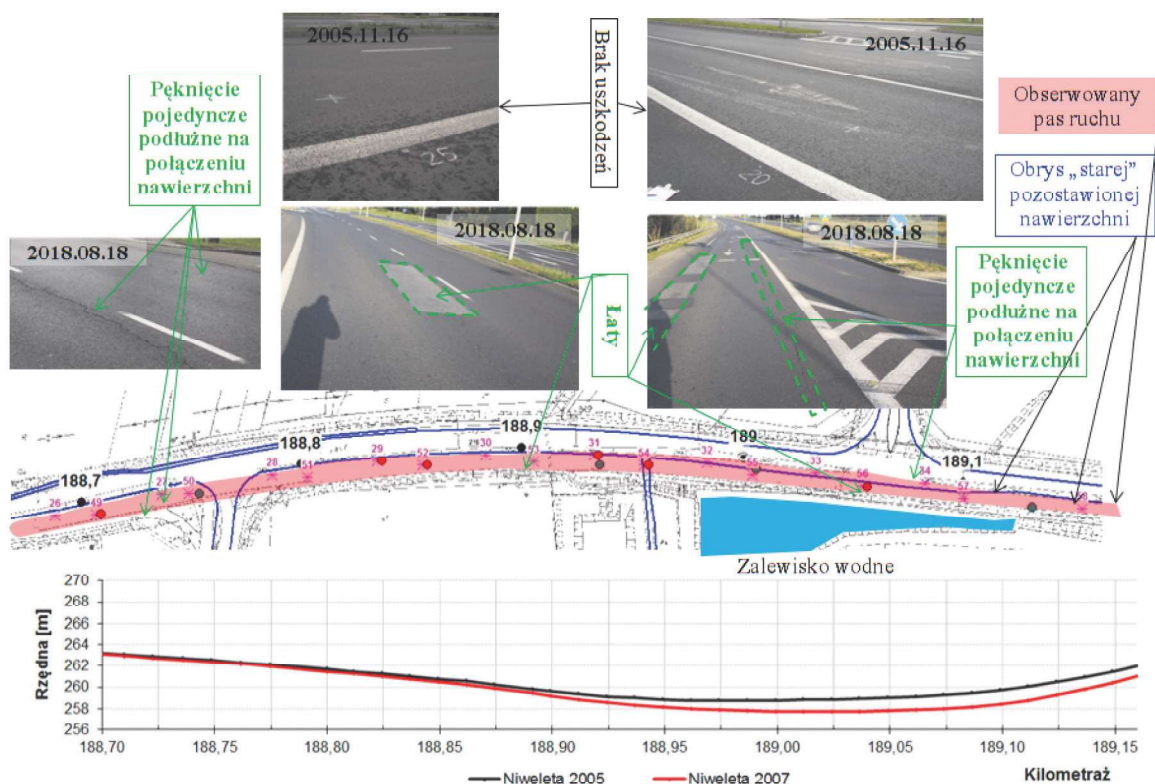 2005.11.16
Brak uszkodzeń
2005.11.16
25
20
Pęknięcie
pojedyncze
podłużne na
połączeniu
nawierzchni
Obserwowany
pas ruchu
Obrys „starej”
pozostawionej
nawierzchni
2018.08.18
2018.08.18
2018.08.18
Łaty
Pęknięcie
pojedyncze
podłużne na
połączeniu
nawierzchni
188,7
188,8
188,9
189
189,1
26
49
27
50
28
51
29
52
30
31
54
32
33
56
34
57
Zalewisko wodne
Rzędna [m]
270
268
266
264
262
260
258
256
188,70
188,75
188,80
188,85
188,90
188,95
189,00
189,05
189,10
189,15
Kilometraż
Niweleta 2005
Niweleta 2007